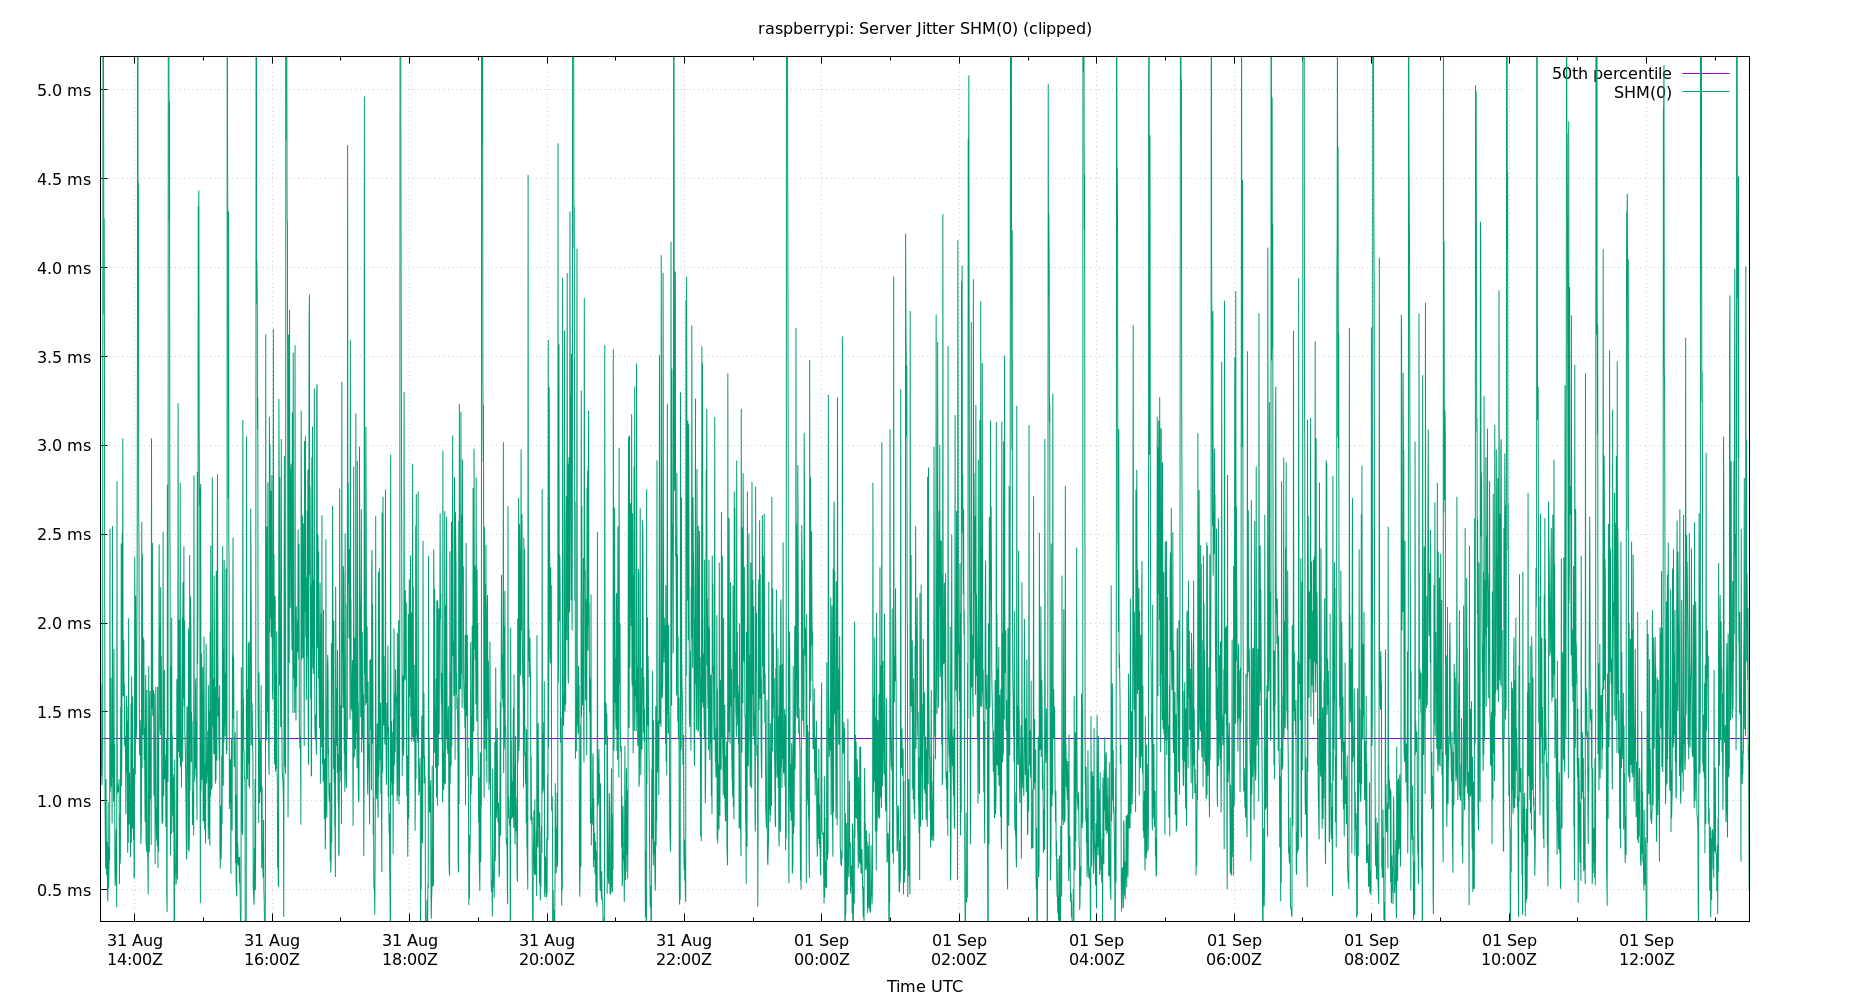 raspberrypi: Server Jitter SHM(0) (clipped)
50th percentile
SHM(0)
5.0 ms
4.5 ms
4.0 ms
3.5 ms
3.0 ms
2.5 ms
2.0 ms
1.5 ms
1.0 ms
0.5 ms
31 Aug 31 Aug 31 Aug 31 Aug 31 Aug 01 Sep 01 Sep 01 Sep 01 Sep 01 Sep 01 Sep 01 Sep
14:00Z 16:00Z 18:00Z 20:00Z 22:00Z 00:00Z 02:00Z 04:00Z 06:00Z 08:00Z 10:00Z 12:00Z
Time UTC